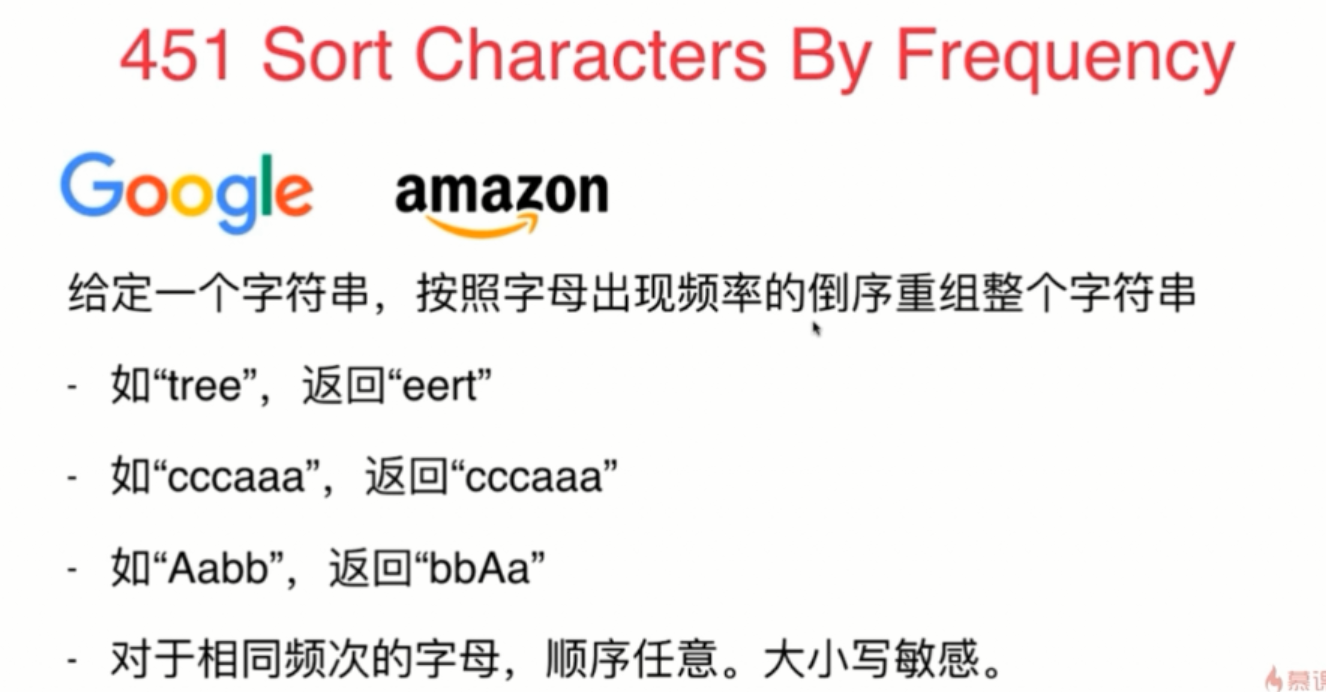 451 Sort Characters By Frequency
Google amazon
给定一个字符串，按照字母出现频率的倒序重组整个字符串
- 如“tree”，返回“eert”
- 如“cccaaa”，返回“cccaaa”
- 如“Aabb”，返回“bbAa”
- 对于相同频次的字母，顺序任意。大小写敏感。
慕